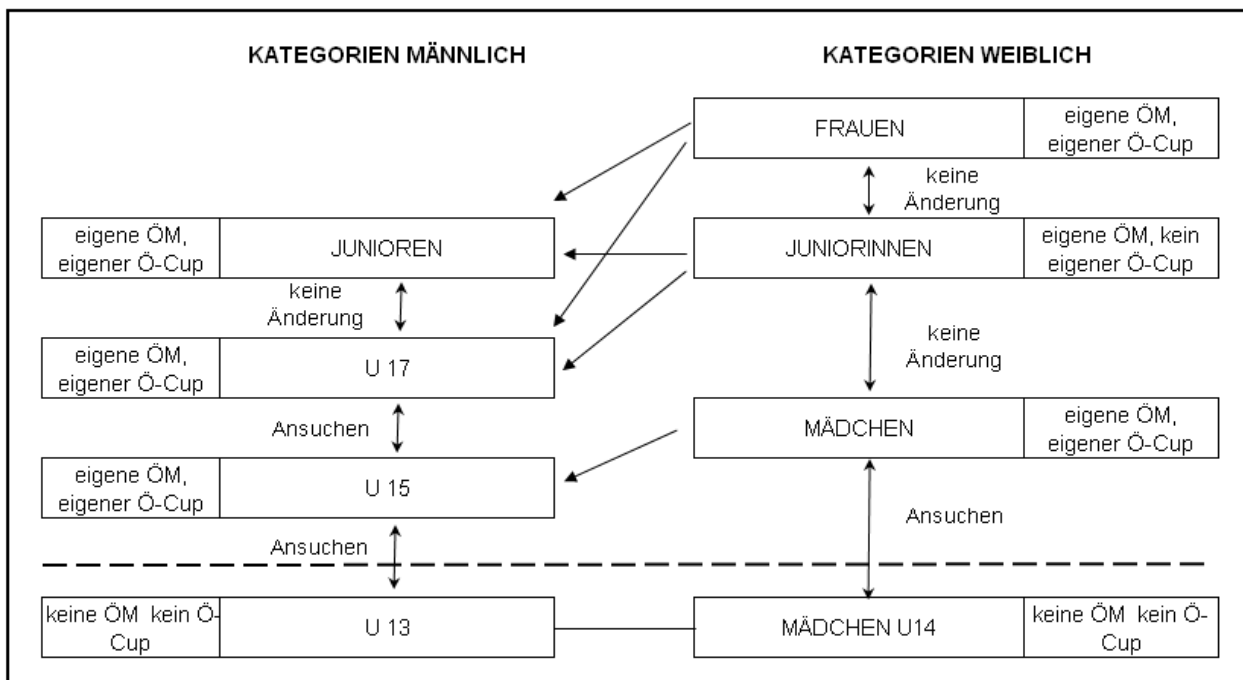 KATEGORIEN MÄNNLICH
KATEGORIEN WEIBLICH
FRAUEN
eigene ÖM,
eigener Ö-Cup
keine
Änderung
eigene ÖM,
eigener Ö-Cup
JUNIOREN
JUNIORINNEN
eigene ÖM, kein
eigener Ö-Cup
keine
Änderung
keine
Änderung
eigene ÖM,
eigener Ö-Cup
U 17
Ansuchen
MÄDCHEN
eigene ÖM,
eigener Ö-Cup
eigene ÖM,
eigener Ö-Cup
U 15
Ansuchen
Ansuchen
keine ÖM kein Ö-
Cup
U 13
MÄDCHEN U14
keine ÖM kein Ö-
Cup